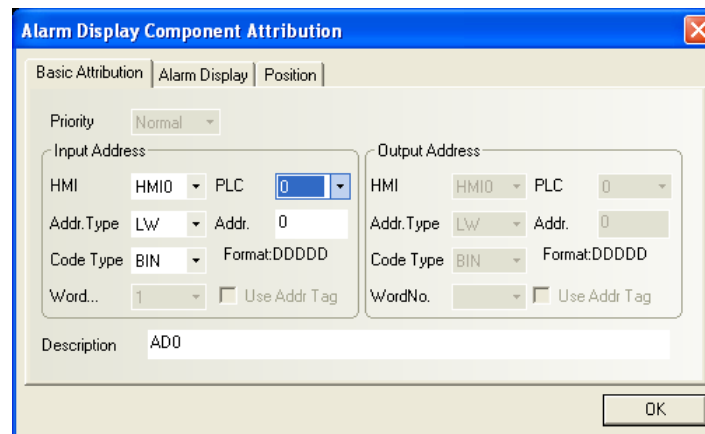 Alarm Display Component Attribution
Basic Attribution Alarm Display Position
Priority Normal
Input Address
HMI HMI0 PLC 0
Addr.Type LW Addr. 0
Code Type BIN Format:DDDDD
Word... 1 Use Addr Tag
Output Address
HMI HMI0 PLC 0
Addr.Type LW Addr. 0
Code Type BIN Format:DDDDD
WordNo. Use Addr Tag
Description AD0
OK